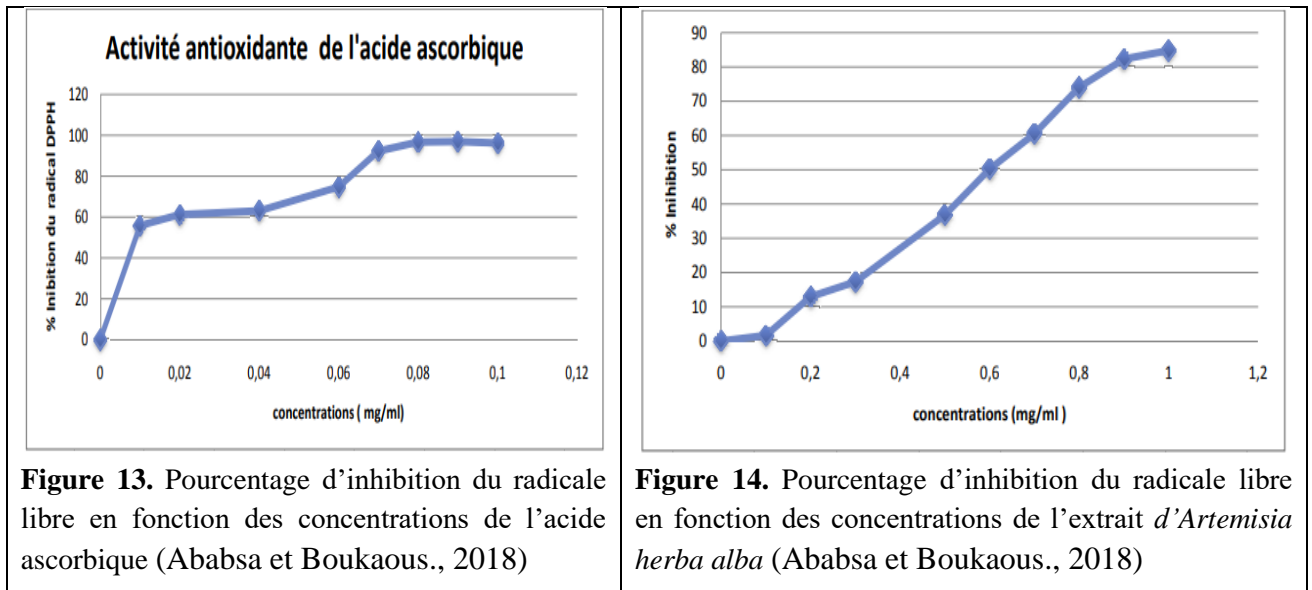 Activité antioxidante de l'acide ascorbique
% Inibition du radical DPPH
120
100
80
60
40
20
0
0 0,02 0,04 0,06 0,08 0,1 0,12
concentrations ( mg/ml)
Figure 13. Pourcentage d’inhibition du radicale
libre en fonction des concentrations de l’acide
ascorbique (Ababsa et Boukaous., 2018)
% Inihibition
90
80
70
60
50
40
30
20
10
0
0 0,2 0,4 0,6 0,8 1 1,2
concentrations (mg/ml )
Figure 14. Pourcentage d’inhibition du radicale libre
en fonction des concentrations de l’extrait d’Artemisia
herba alba (Ababsa et Boukaous., 2018)